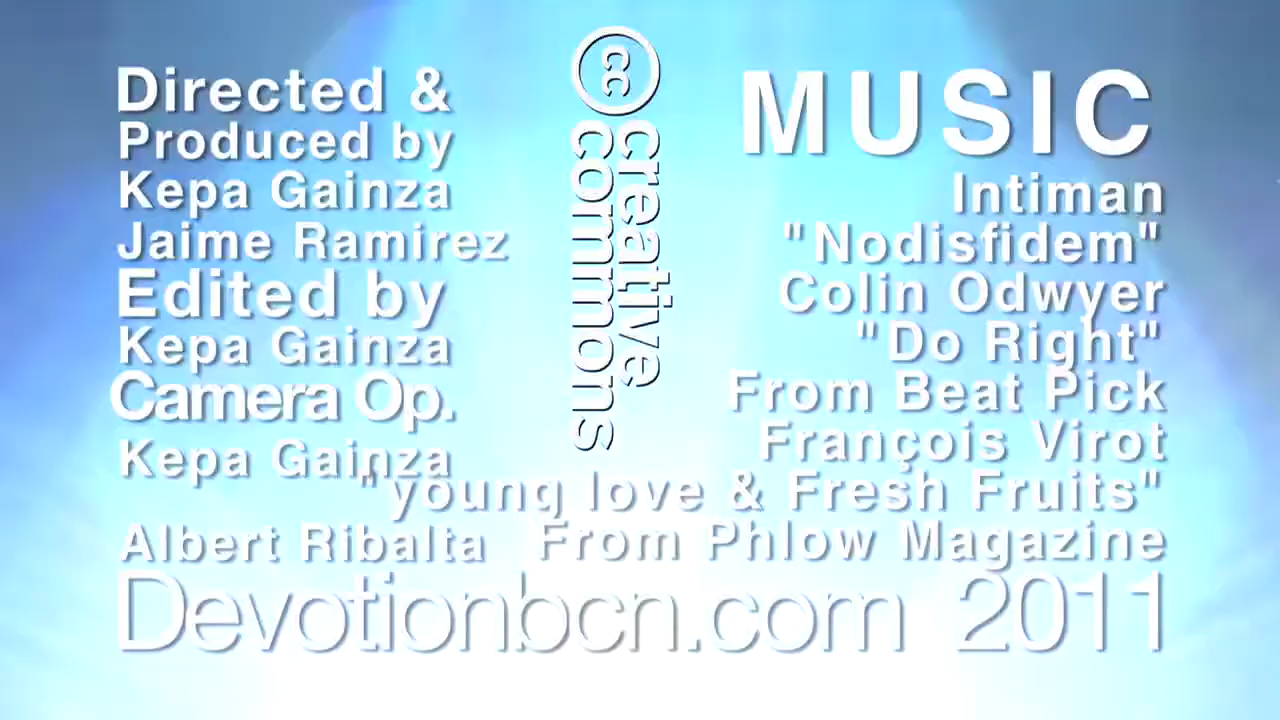 Directed &
Produced by
Kepa Gainza
Jaime Ramirez
Edited by
Kepa Gainza
Camera Op.
Kepa Gainza
Albert Ribalta
cc
creative
commons
MUSIC
Intiman
"Nodisfidem"
Colin Odwyer
"Do Right"
From Beat Pick
François Virot
"young love & Fresh Fruits"
From Phlow Magazine
Devotionbcn.com 2011